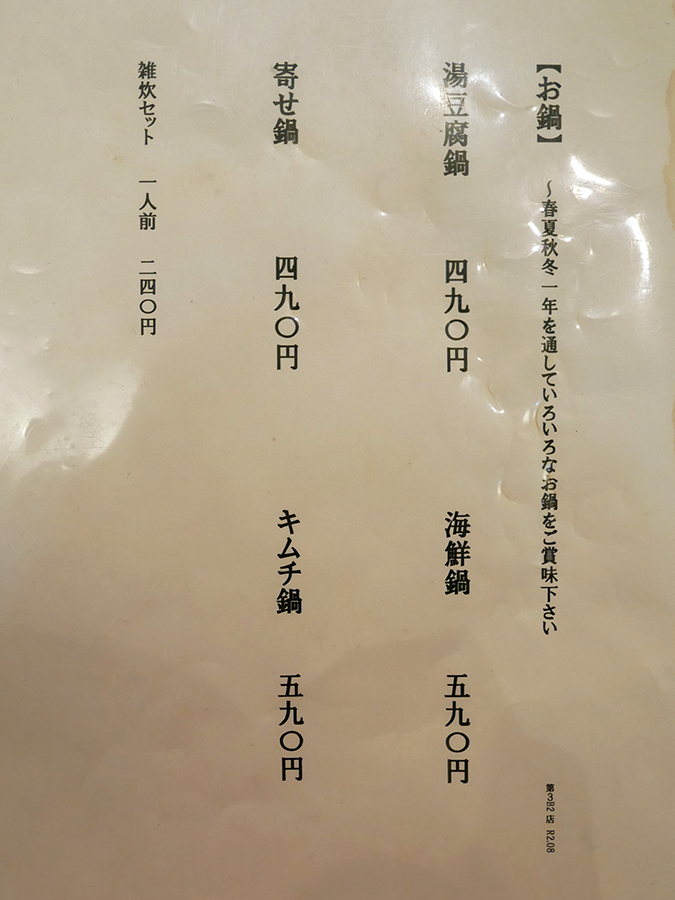 【お鍋】 〜春夏秋冬一年を通していろいろなお鍋をご賞味下さい
第3B2店 R2.08
湯豆腐鍋 四九〇円
海鮮鍋 五九〇円
寄せ鍋 四九〇円
キムチ鍋 五九〇円
雑炊セット 一人前 二四〇円